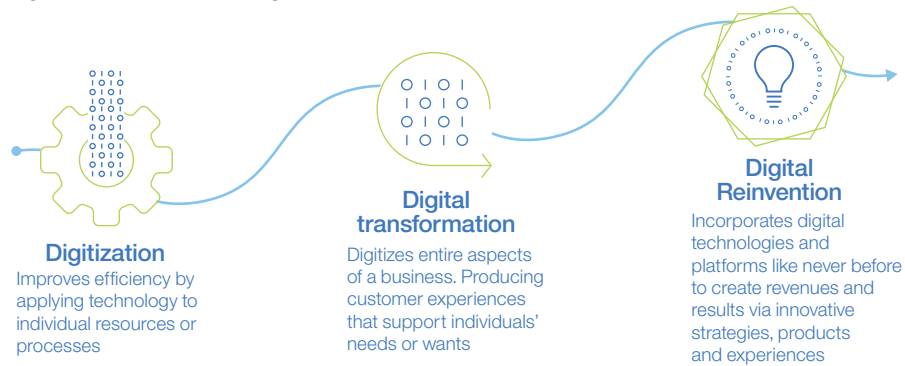 Digitization
Improves efficiency by
applying technology to
individual resources or
processes
Digital
transformation
Digitizes entire aspects
of a business. Producing
customer experiences
that support individuals’
needs or wants
Digital
Reinvention
Incorporates digital
technologies and
platforms like never before
to create revenues and
results via innovative
strategies, products
and experiences